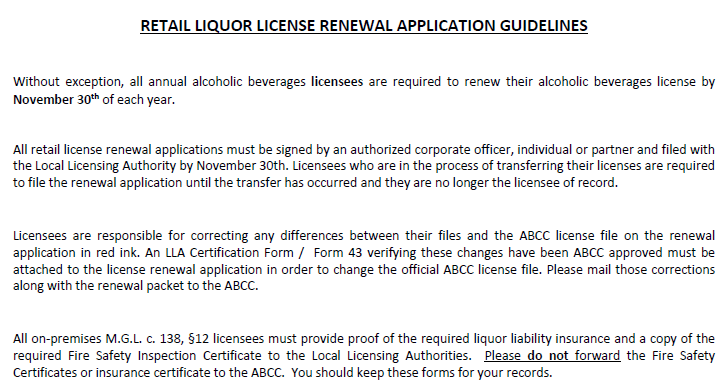 RETAIL LIQUOR LICENSE RENEWAL APPLICATION GUIDELINES
Without exception, all annual alcoholic beverages licensees are required to renew their alcoholic beverages license by
November 30th of each year.
All retail license renewal applications must be signed by an authorized corporate officer, individual or partner and filed with
the Local Licensing Authority by November 30th. Licensees who are in the process of transferring their licenses are required
to file the renewal application until the transfer has occurred and they are no longer the licensee of record.
Licensees are responsible for correcting any differences between their files and the ABCC license file on the renewal
application in red ink. An LLA Certification Form / Form 43 verifying these changes have been ABCC approved must be
attached to the license renewal application in order to change the official ABCC license file. Please mail those corrections
along with the renewal packet to the ABCC.
All on-premises M.G.L. c. 138, §12 licensees must provide proof of the required liquor liability insurance and a copy of the
required Fire Safety Inspection Certificate to the Local Licensing Authorities. Please do not forward the Fire Safety
Certificates or insurance certificate to the ABCC. You should keep these forms for your records.